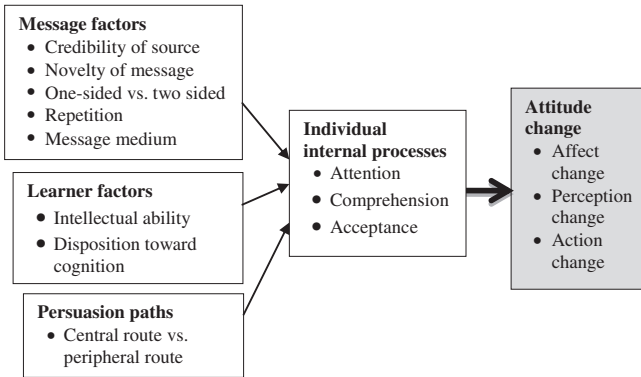 Message factors
• Credibility of source
• Novelty of message
• One-sided vs. two sided
• Repetition
• Message medium
Learner factors
• Intellectual ability
• Disposition toward
cognition
Persuasion paths
• Central route vs.
peripheral route
Individual
internal processes
• Attention
• Comprehension
• Acceptance
Attitude
change
• Affect
change
• Perception
change
• Action
change